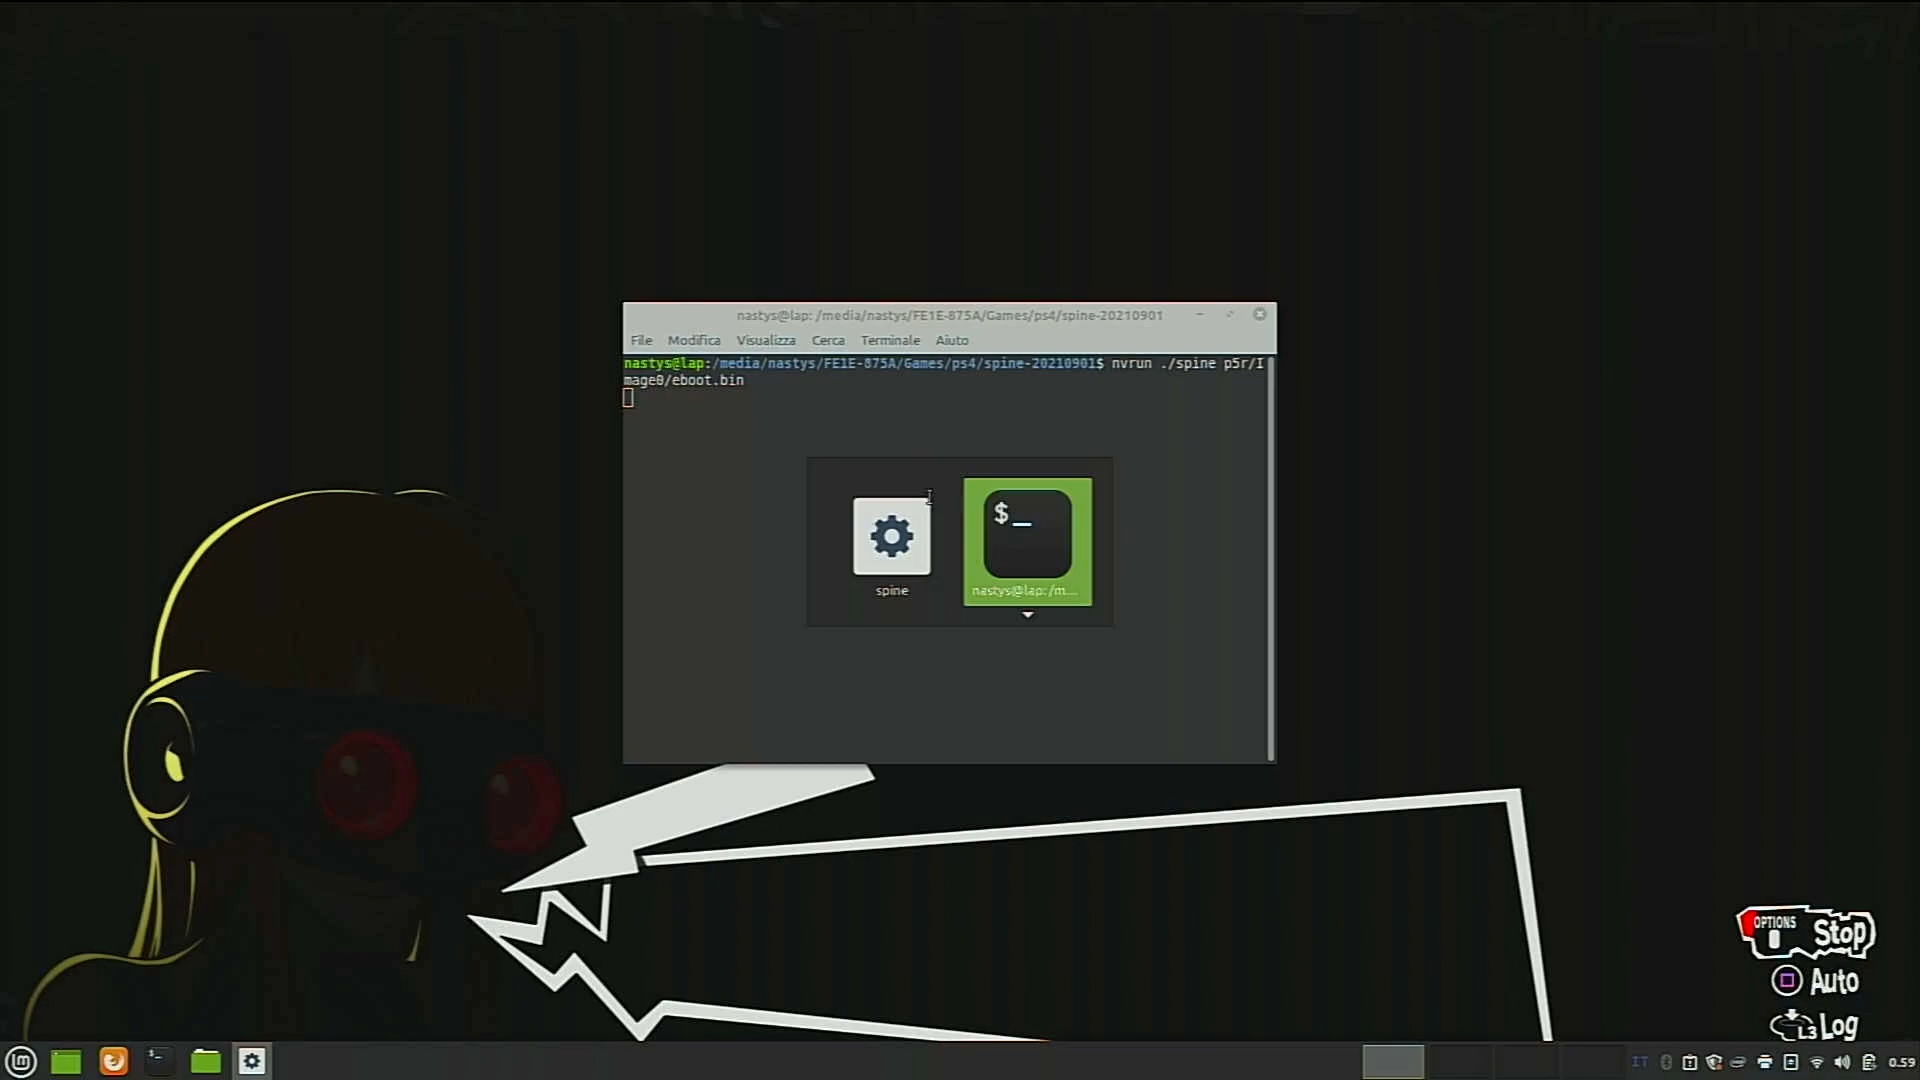 nastys@lap: /media/nastys/FE1E-875A/Games/ps4/spine-20210901
File Modifica Visualizza Cerca Terminale Aiuto
nastys@lap:/media/nastys/FE1E-875A/Games/ps4/spine-20210901$ nvrun ./spine p5r/I
mage0/eboot.bin
$_
spine
nastys@lap:/m...
OPTIONS Stop
Auto
L3 Log
lm
$_
IT
0.59